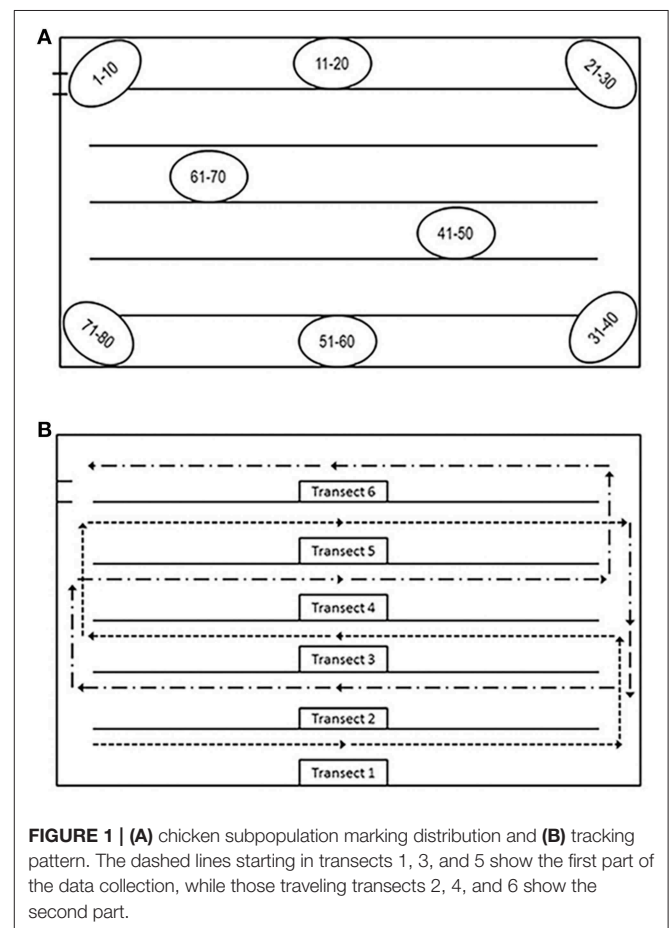 A
1-10
11-20
21-30
61-70
41-50
71-80
51-60
31-40
B
Transect 6
Transect 5
Transect 4
Transect 3
Transect 2
Transect 1
FIGURE 1 | (A) chicken subpopulation marking distribution and (B) tracking
pattern. The dashed lines starting in transects 1, 3, and 5 show the first part of
the data collection, while those traveling transects 2, 4, and 6 show the
second part.